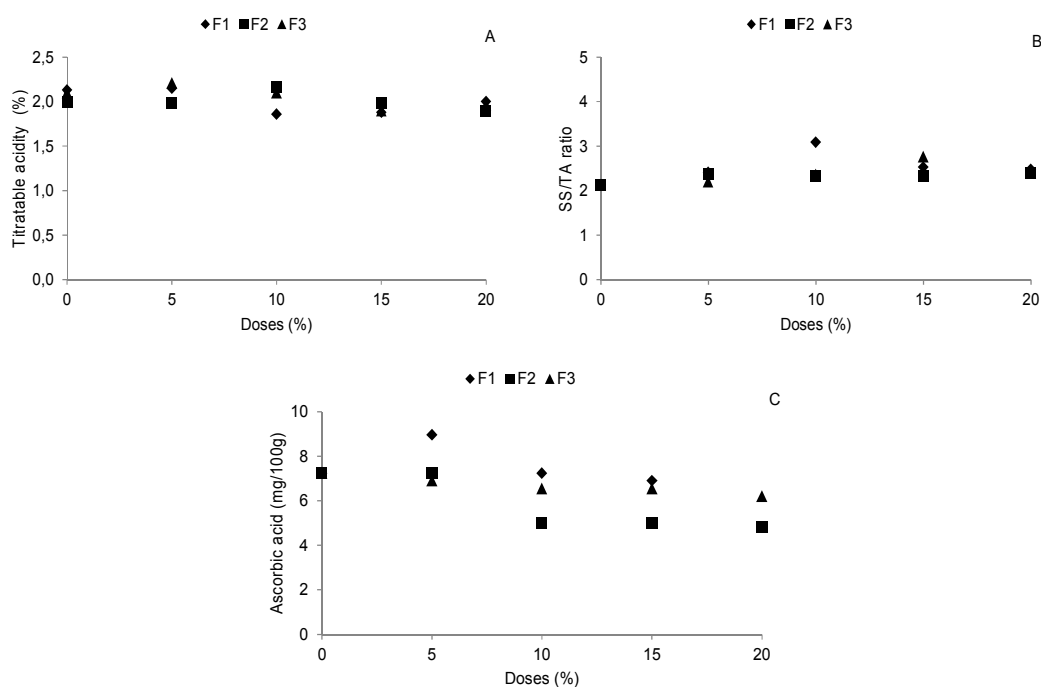 ◆F1 ■F2 ▲F3
A
Titratable acidity (%)
2,5
2,0
1,5
1,0
0,5
0,0
0 5 10 15 20
Doses (%)
◆F1 ■F2 ▲F3
B
SS/TA ratio
5
4
3
2
1
0
0 5 10 15 20
Doses (%)
◆F1 ■F2 ▲F3
C
Ascorbic acid (mg/100g)
10
8
6
4
2
0
0 5 10 15 20
Doses (%)